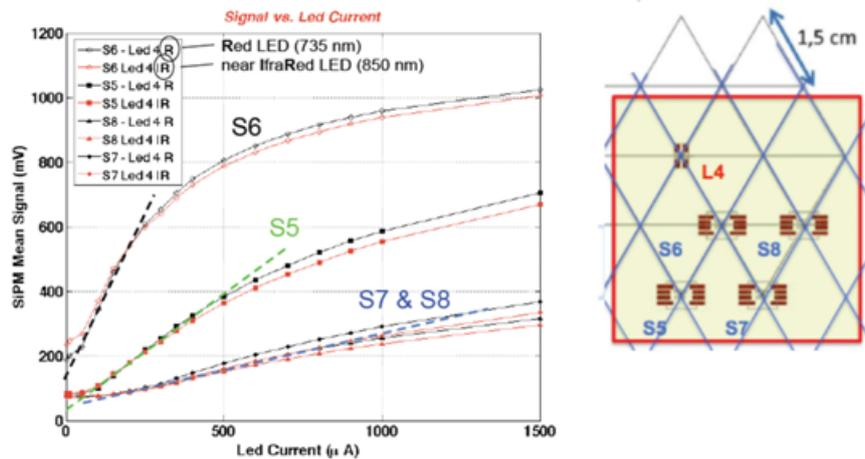 Signal vs. Led Current
1200
1000
800
600
400
200
0
SiPM Mean Signal (mV)
S6 - Led 4 R
S6 Led 4 IR
S5 - Led 4 R
S5 Led 4 IR
S8 - Led 4 R
S8 Led 4 IR
S7 - Led 4 R
S7 Led 4 IR
Red LED (735 nm)
near IfraRed LED (850 nm)
S6
S5
S7 & S8
0
500
1000
1500
Led Current (μ A)
1,5 cm
L4
S6
S8
S5
S7